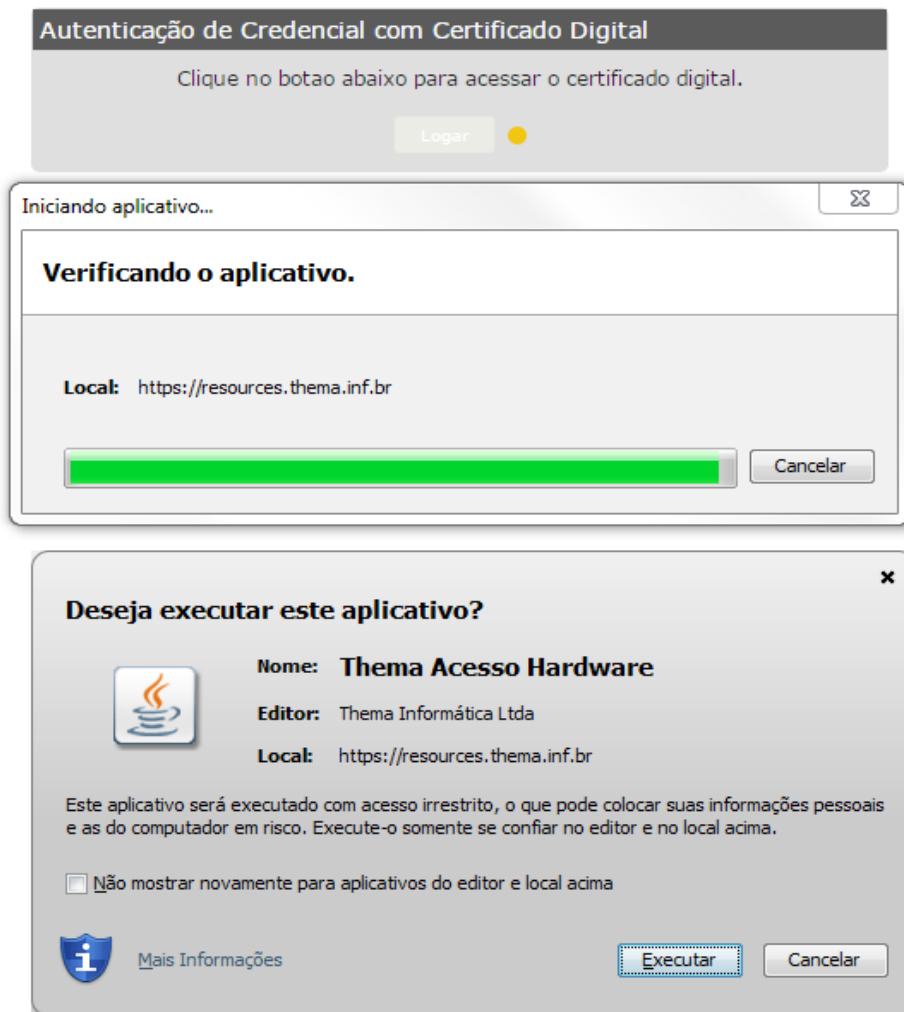 Autenticação de Credencial com Certificado Digital
Clique no botao abaixo para acessar o certificado digital.
Logar
Iniciando aplicativo...
Verificando o aplicativo.
Local: https://resources.thema.inf.br
Cancelar
Deseja executar este aplicativo?
Nome: Thema Acesso Hardware
Editor: Thema Informática Ltda
Local: https://resources.thema.inf.br
Este aplicativo será executado com acesso irrestrito, o que pode colocar suas informações pessoais
e as do computador em risco. Execute-o somente se confiar no editor e no local acima.
Não mostrar novamente para aplicativos do editor e local acima
Mais Informações
Executar Cancelar